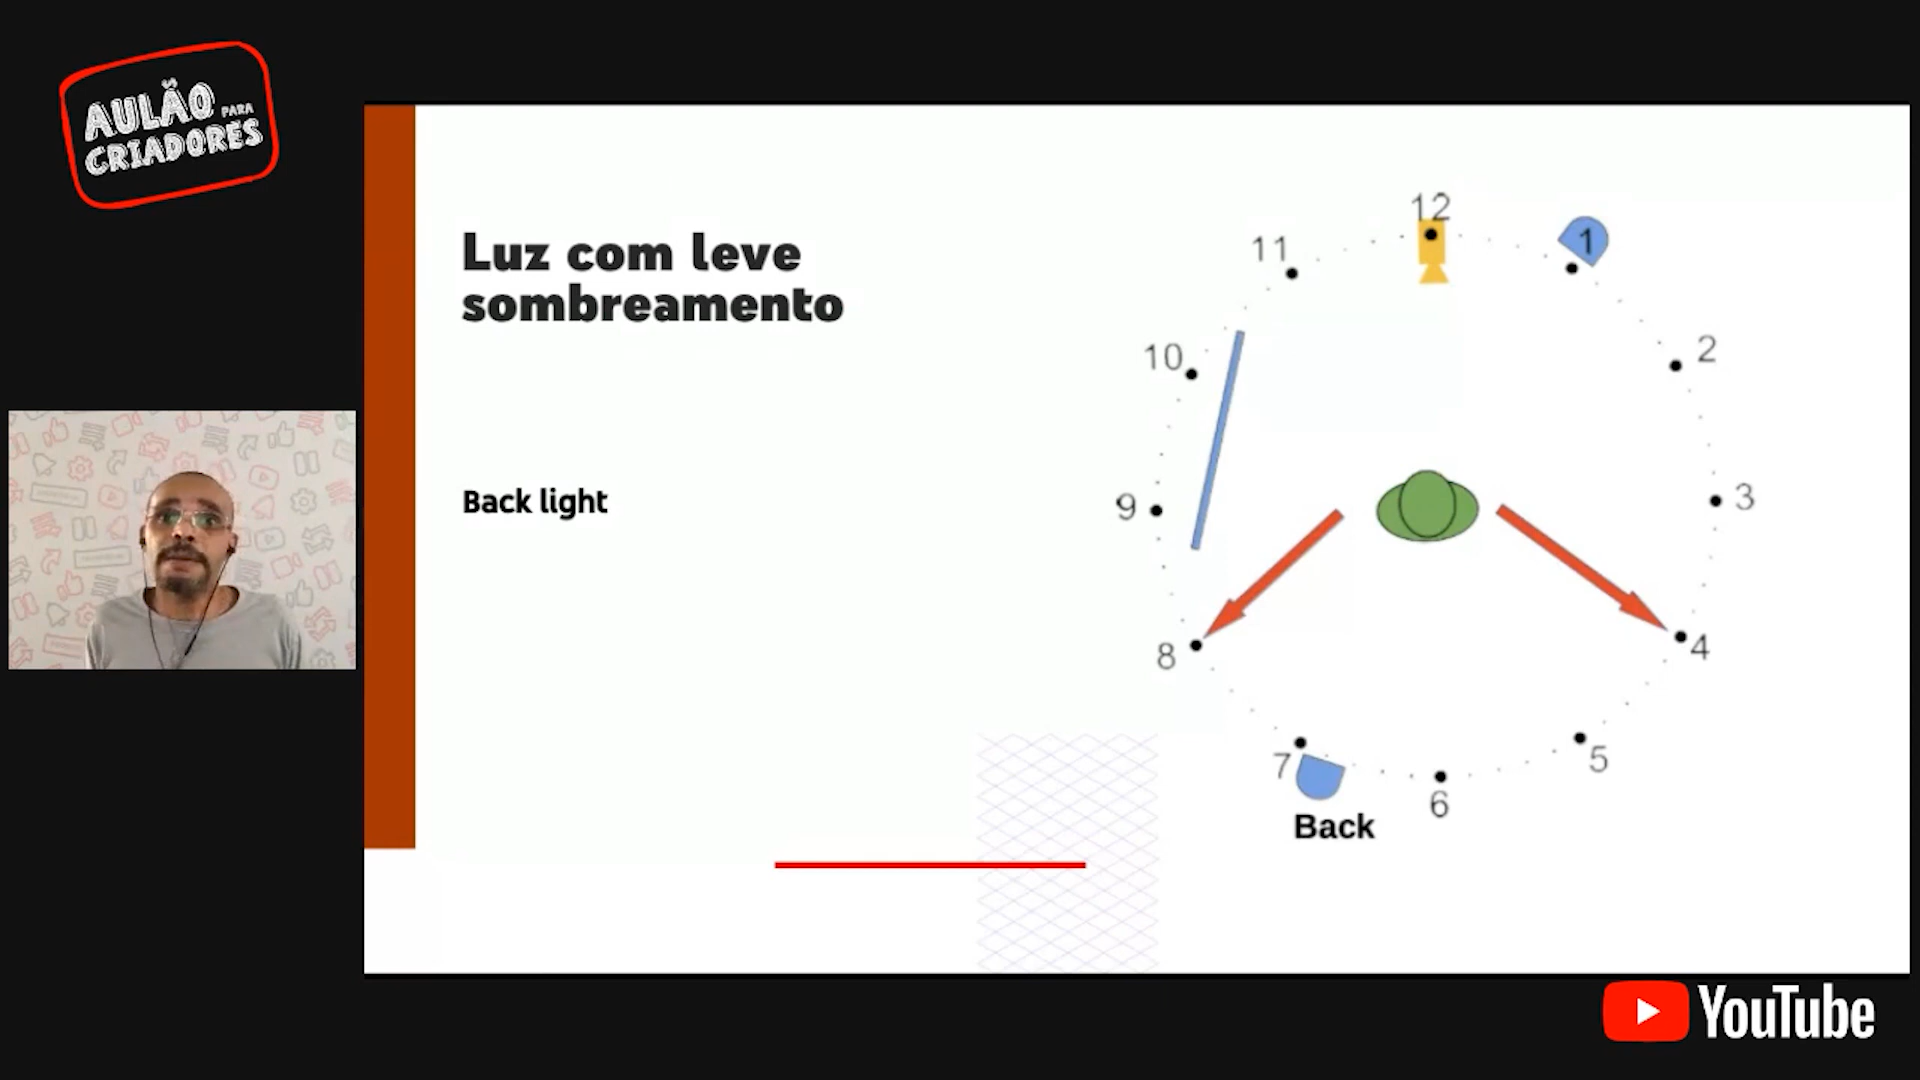 AULÃO PARA
CRIADORES
Luz com leve
sombreamento
Back light
12
11
1
10
2
9
3
8
4
7
5
6
Back
YouTube